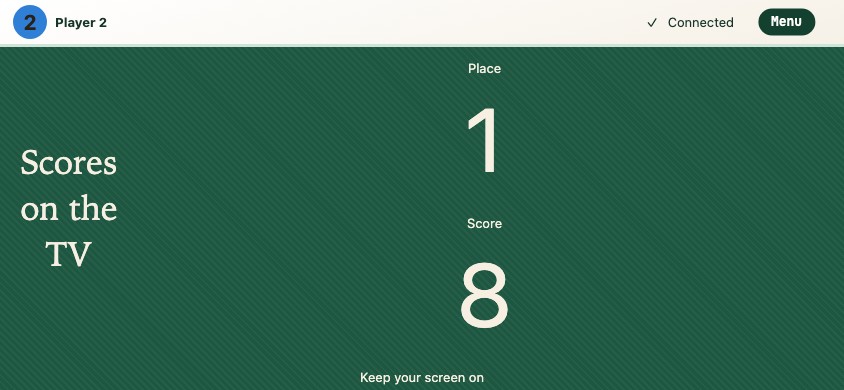 2
Player 2
✓ Connected
Menu
Scores
on the
TV
Place
1
Score
8
Keep your screen on